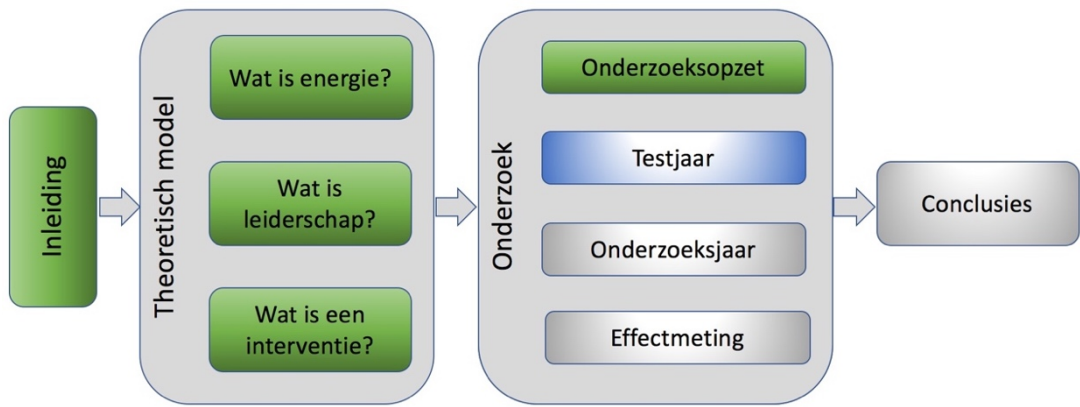 Inleiding
Theoretisch model
Wat is energie?
Wat is
leiderschap?
Wat is een
interventie?
Onderzoek
Onderzoeksopzet
Testjaar
Onderzoeksjaar
Effectmeting
Conclusies